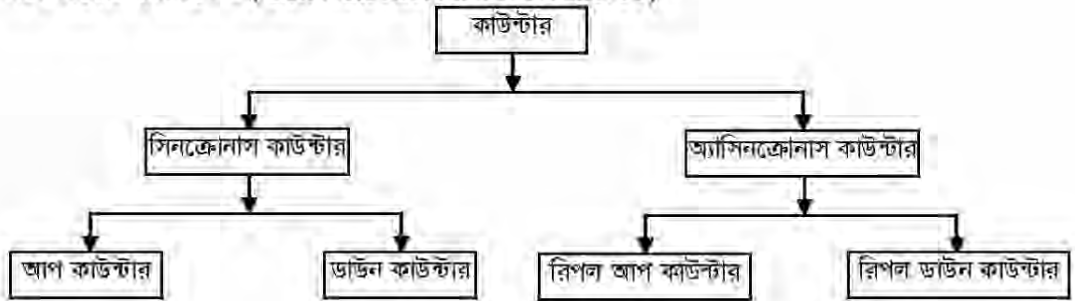 কাউন্টার
সিনক্রোনাস কাউন্টার
অ্যাসিনক্রোনাস কাউন্টার
আপ কাউন্টার
ডাউন কাউন্টার
রিপল আপ কাউন্টার
রিপল ডাউন কাউন্টার